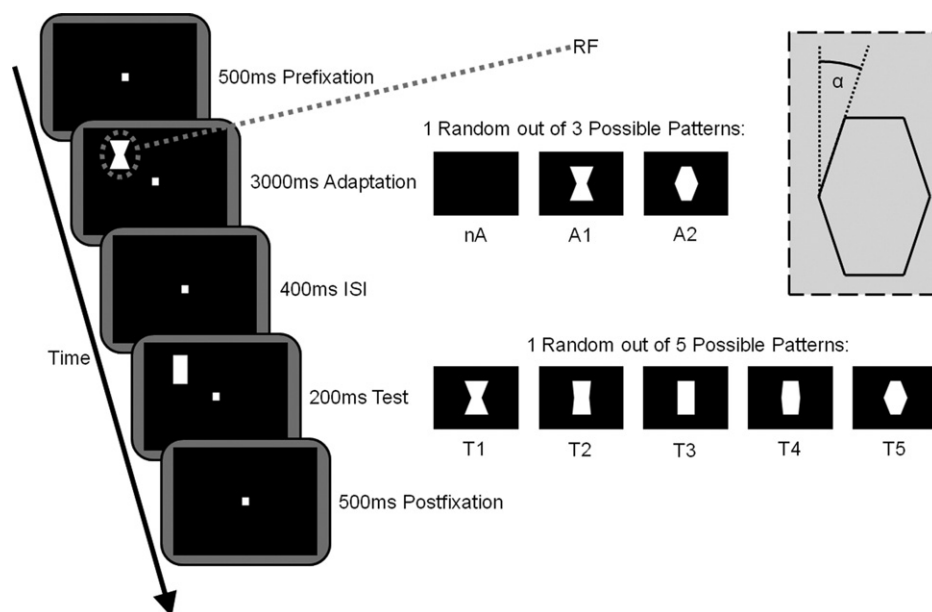 500ms Prefixation
RF
3000ms Adaptation
1 Random out of 3 Possible Patterns:
nA
A1
A2
α
400ms ISI
Time
200ms Test
1 Random out of 5 Possible Patterns:
T1
T2
T3
T4
T5
500ms Postfixation